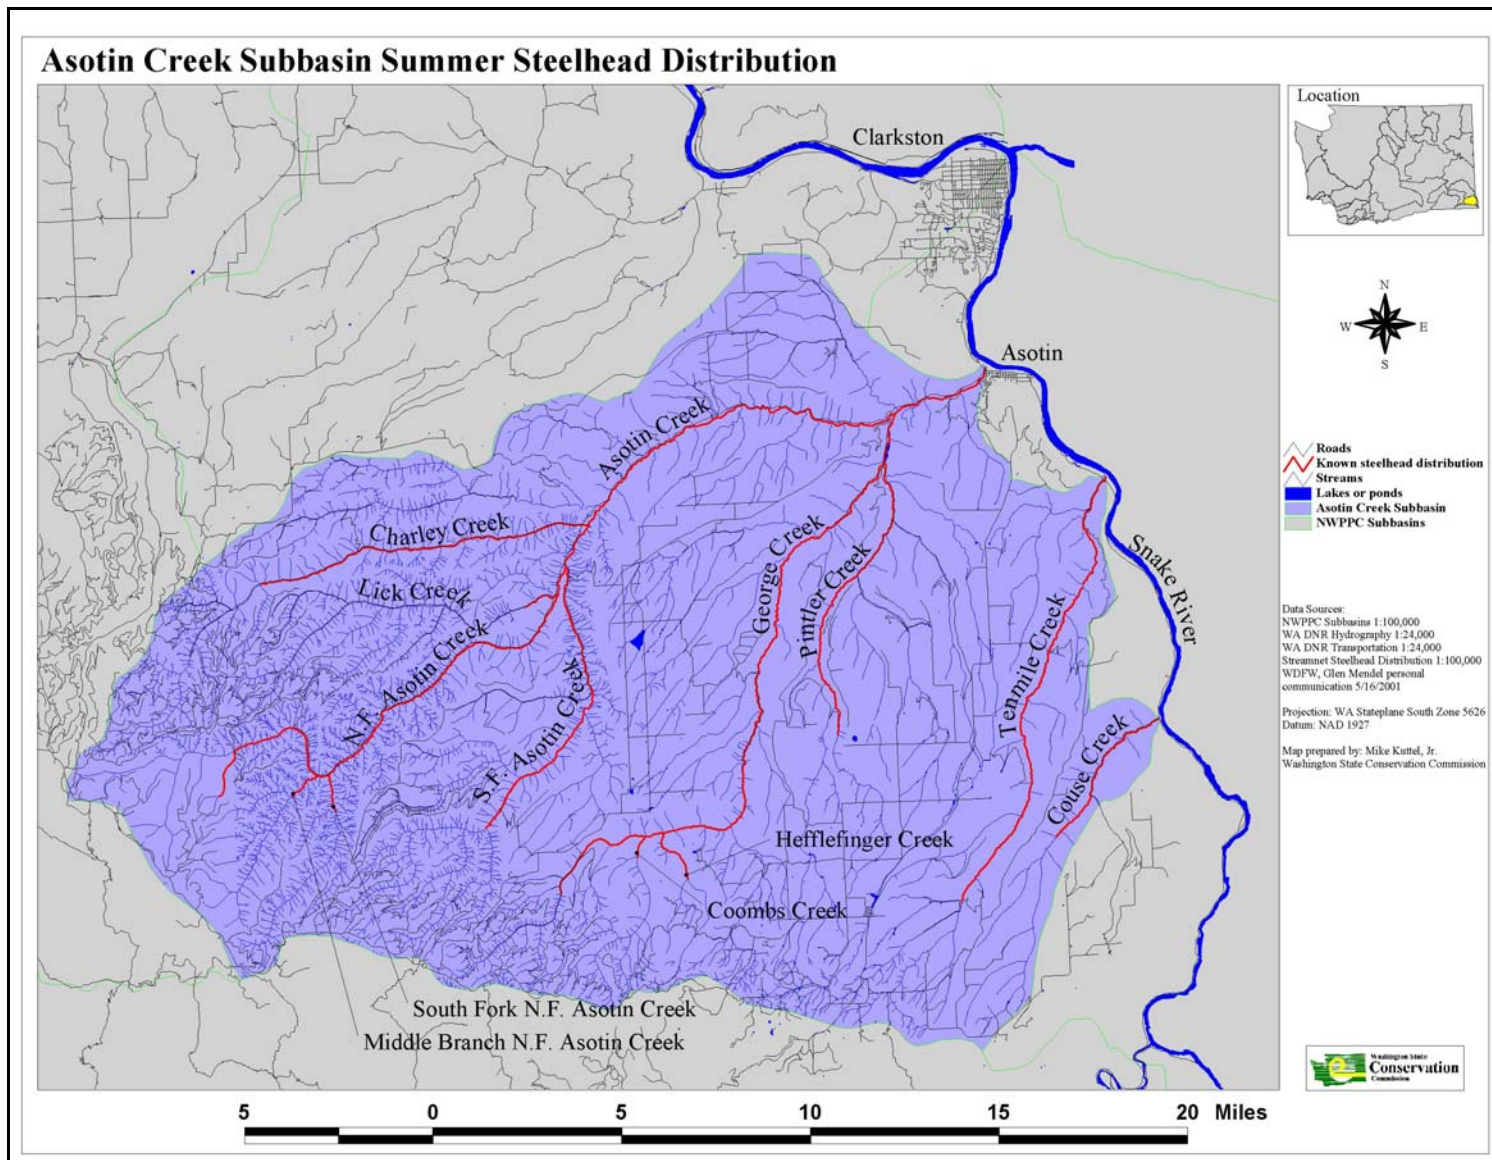 Asotin Creek Subbasin Summer Steelhead Distribution
Location
Clarkston
N
W E
S
Asotin
Asotin Creek
Charley Creek
Lick Creek
N.F. Asotin Creek
S.F. Asotin Creek
George Creek
Pintler Creek
Tenmile Creek
Couse Creek
Snake River
Hefflefinger Creek
Coombs Creek
South Fork N.F. Asotin Creek
Middle Branch N.F. Asotin Creek
Roads
Known steelhead distribution
Streams
Lakes or ponds
Asotin Creek Subbasin
NWPPC Subbasins
Data Sources:
NWPPC Subbasins 1:100,000
WA DNR Hydrography 1:24,000
WA DNR Transportation 1:24,000
Streamnet Steelhead Distribution 1:100,000
WDFW, Glen Mendel personal
communication 5/16/2001
Projection: WA Stateplane South Zone 5626
Datum: NAD 1927
Map prepared by: Mike Kuttel, Jr.
Washington State Conservation Commission
Washington State
Conservation
Commission
5 0 5 10 15 20 Miles